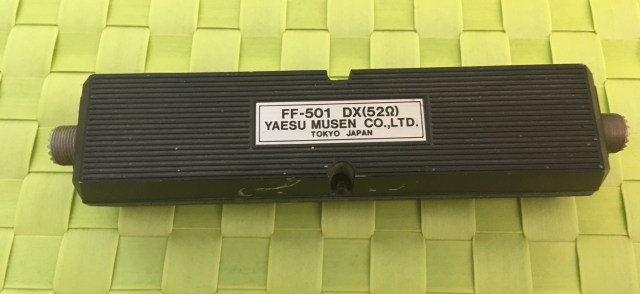 FF-501 DX(52Ω)
YAESU MUSEN CO.,LTD.
TOKYO JAPAN